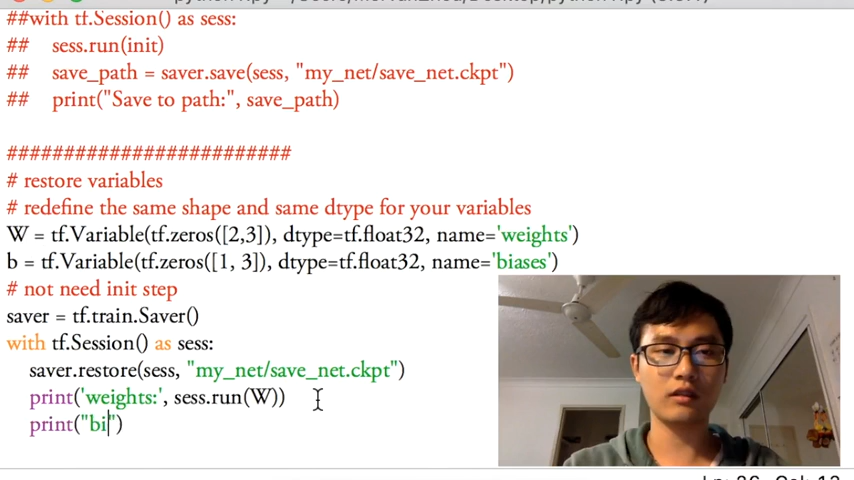 ##with tf.Session() as sess:
##    sess.run(init)
##    save_path = saver.save(sess, "my_net/save_net.ckpt")
##    print("Save to path:", save_path)
#########################
# restore variables
# redefine the same shape and same dtype for your variables
W = tf.Variable(tf.zeros([2,3]), dtype=tf.float32, name='weights')
b = tf.Variable(tf.zeros([1, 3]), dtype=tf.float32, name='biases')
# not need init step
saver = tf.train.Saver()
with tf.Session() as sess:
    saver.restore(sess, "my_net/save_net.ckpt")
    print('weights:', sess.run(W))
    print("bi")